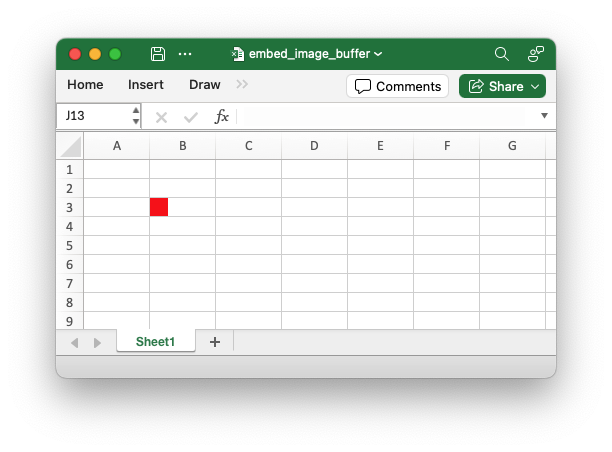 embed_image_buffer
Home Insert Draw Comments Share
J13 fx
A B C D E F G
1
2
3
4
5
6
7
8
9
Sheet1